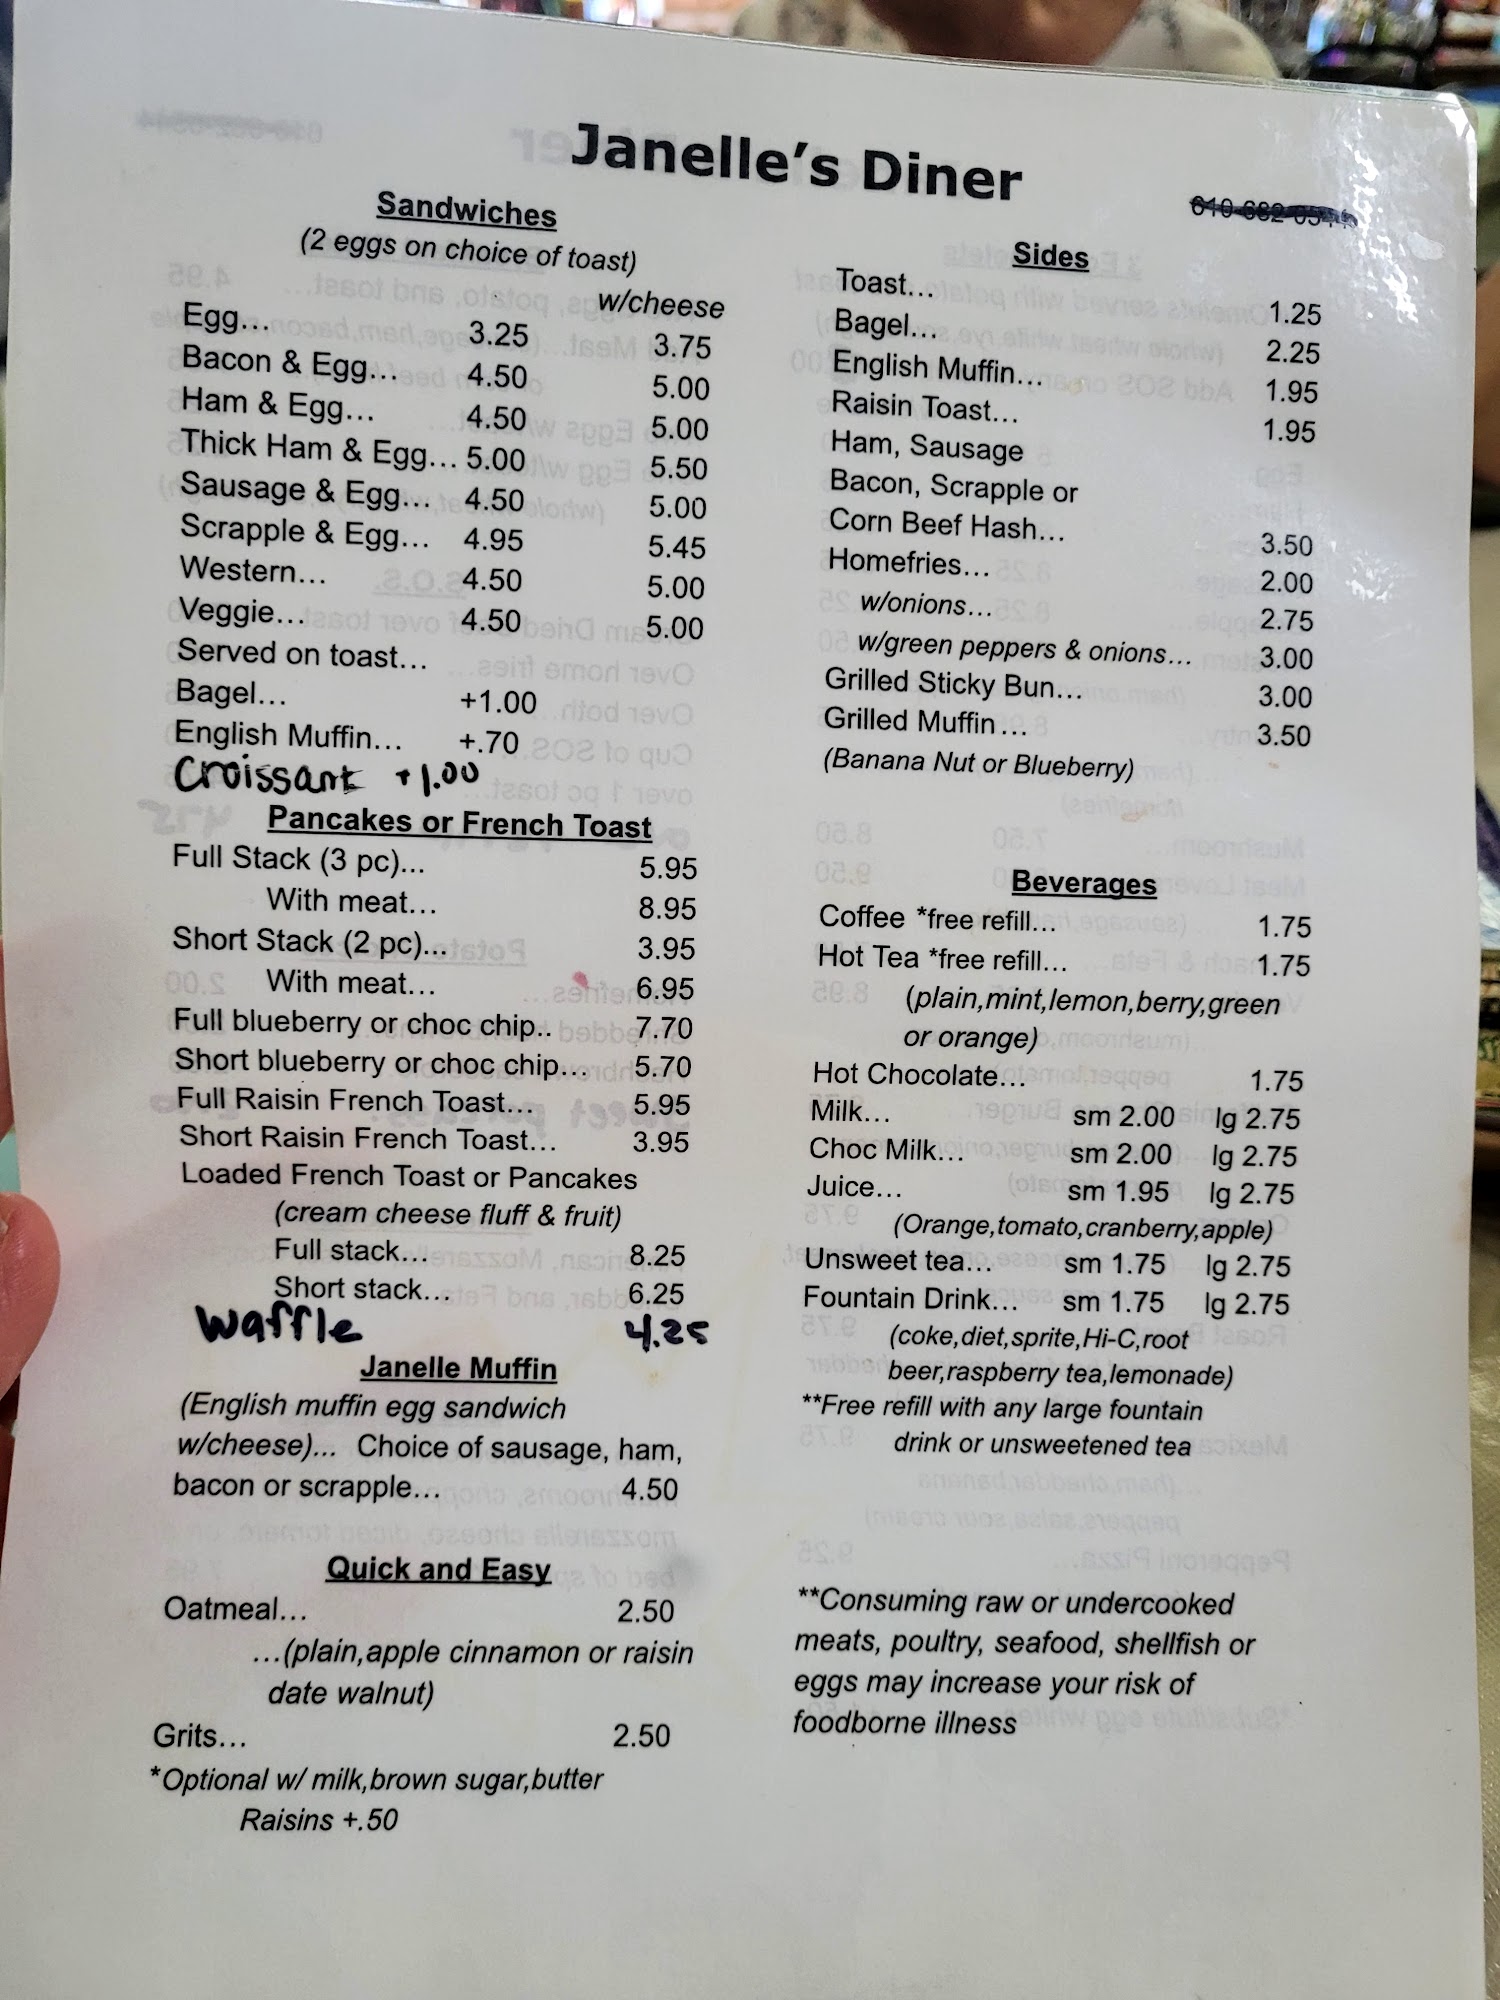 Janelle's Diner
Sandwiches
(2 eggs on choice of toast)
w/cheese
Egg... 3.25 3.75
Bacon & Egg... 4.50 5.00
Ham & Egg... 4.50 5.00
Thick Ham & Egg... 5.00 5.50
Sausage & Egg... 4.50 5.00
Scrapple & Egg... 4.95 5.45
Western... 4.50 5.00
Veggie... 4.50 5.00
Served on toast...
Bagel... +1.00
English Muffin... +.70
Croissant +1.00
Pancakes or French Toast
Full Stack (3 pc)... 5.95
With meat... 8.95
Short Stack (2 pc)... 3.95
With meat... 6.95
Full blueberry or choc chip.. 7.70
Short blueberry or choc chip... 5.70
Full Raisin French Toast... 5.95
Short Raisin French Toast... 3.95
Loaded French Toast or Pancakes
(cream cheese fluff & fruit)
Full stack... 8.25
Short stack... 6.25
Waffle 4.25
Janelle Muffin
(English muffin egg sandwich
w/cheese)... Choice of sausage, ham,
bacon or scrapple... 4.50
Quick and Easy
Oatmeal... 2.50
...(plain,apple cinnamon or raisin
date walnut)
Grits... 2.50
*Optional w/ milk,brown sugar,butter
Raisins +.50
Sides
Toast... 1.25
Bagel... 2.25
English Muffin... 1.95
Raisin Toast... 1.95
Ham, Sausage
Bacon, Scrapple or
Corn Beef Hash... 3.50
Homefries... 2.00
w/onions... 2.75
w/green peppers & onions... 3.00
Grilled Sticky Bun... 3.00
Grilled Muffin... 3.50
(Banana Nut or Blueberry)
Beverages
Coffee *free refill... 1.75
Hot Tea *free refill... 1.75
(plain,mint,lemon,berry,green
or orange)
Hot Chocolate... 1.75
Milk... sm 2.00 lg 2.75
Choc Milk... sm 2.00 lg 2.75
Juice... sm 1.95 lg 2.75
(Orange,tomato,cranberry,apple)
Unsweet tea... sm 1.75 lg 2.75
Fountain Drink... sm 1.75 lg 2.75
(coke,diet,sprite,Hi-C,root
beer,raspberry tea,lemonade)
**Free refill with any large fountain
drink or unsweetened tea
**Consuming raw or undercooked
meats, poultry, seafood, shellfish or
eggs may increase your risk of
foodborne illness